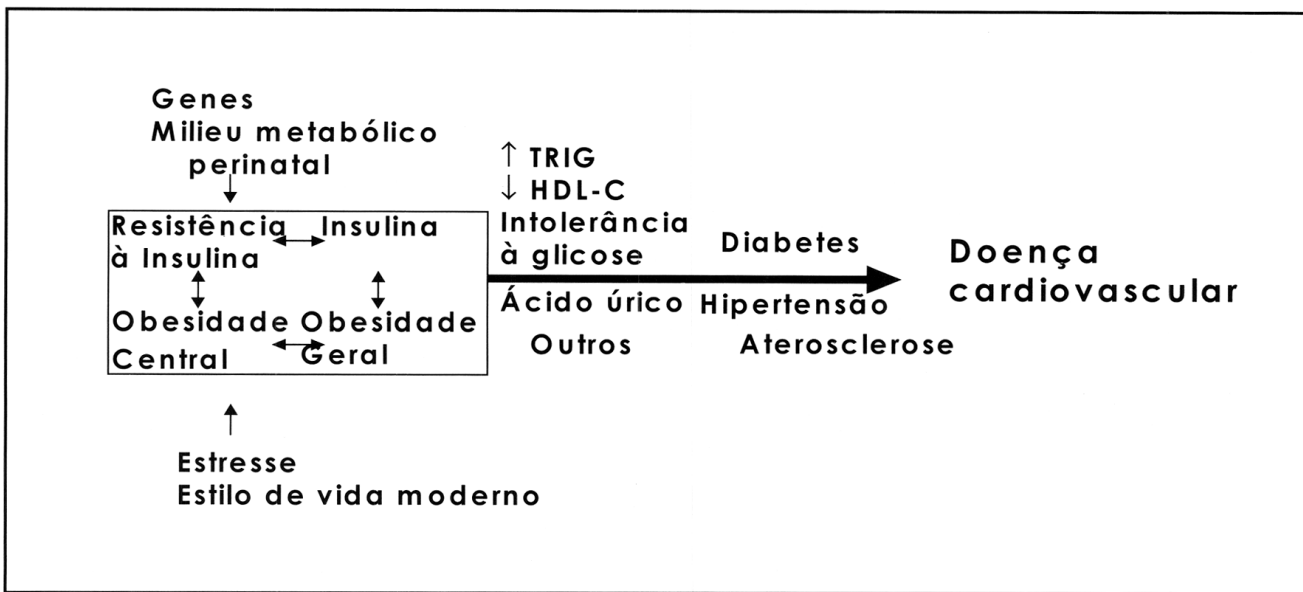 Genes
Milieu metabólico
perinatal
↑ TRIG
↓ HDL-C
Intolerância
à glicose
Resistência
à Insulina
Insulina
Obesidade
Central
Obesidade
Geral
Diabetes
Ácido úrico
Outros
Hipertensão
Aterosclerose
Doença
cardiovascular
Estresse
Estilo de vida moderno